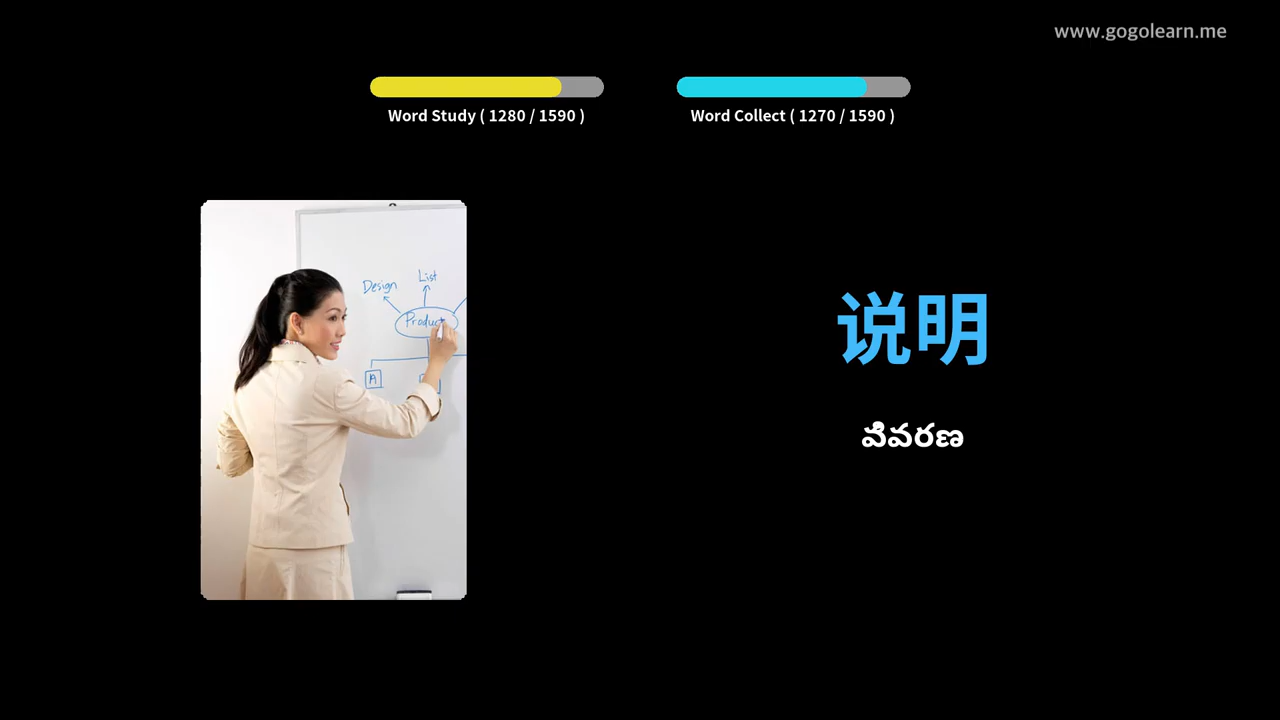 www.gogolearn.me
Word Study ( 1280 / 1590 )
Word Collect ( 1270 / 1590 )
List
Design
Product
A
说明
వివరణ